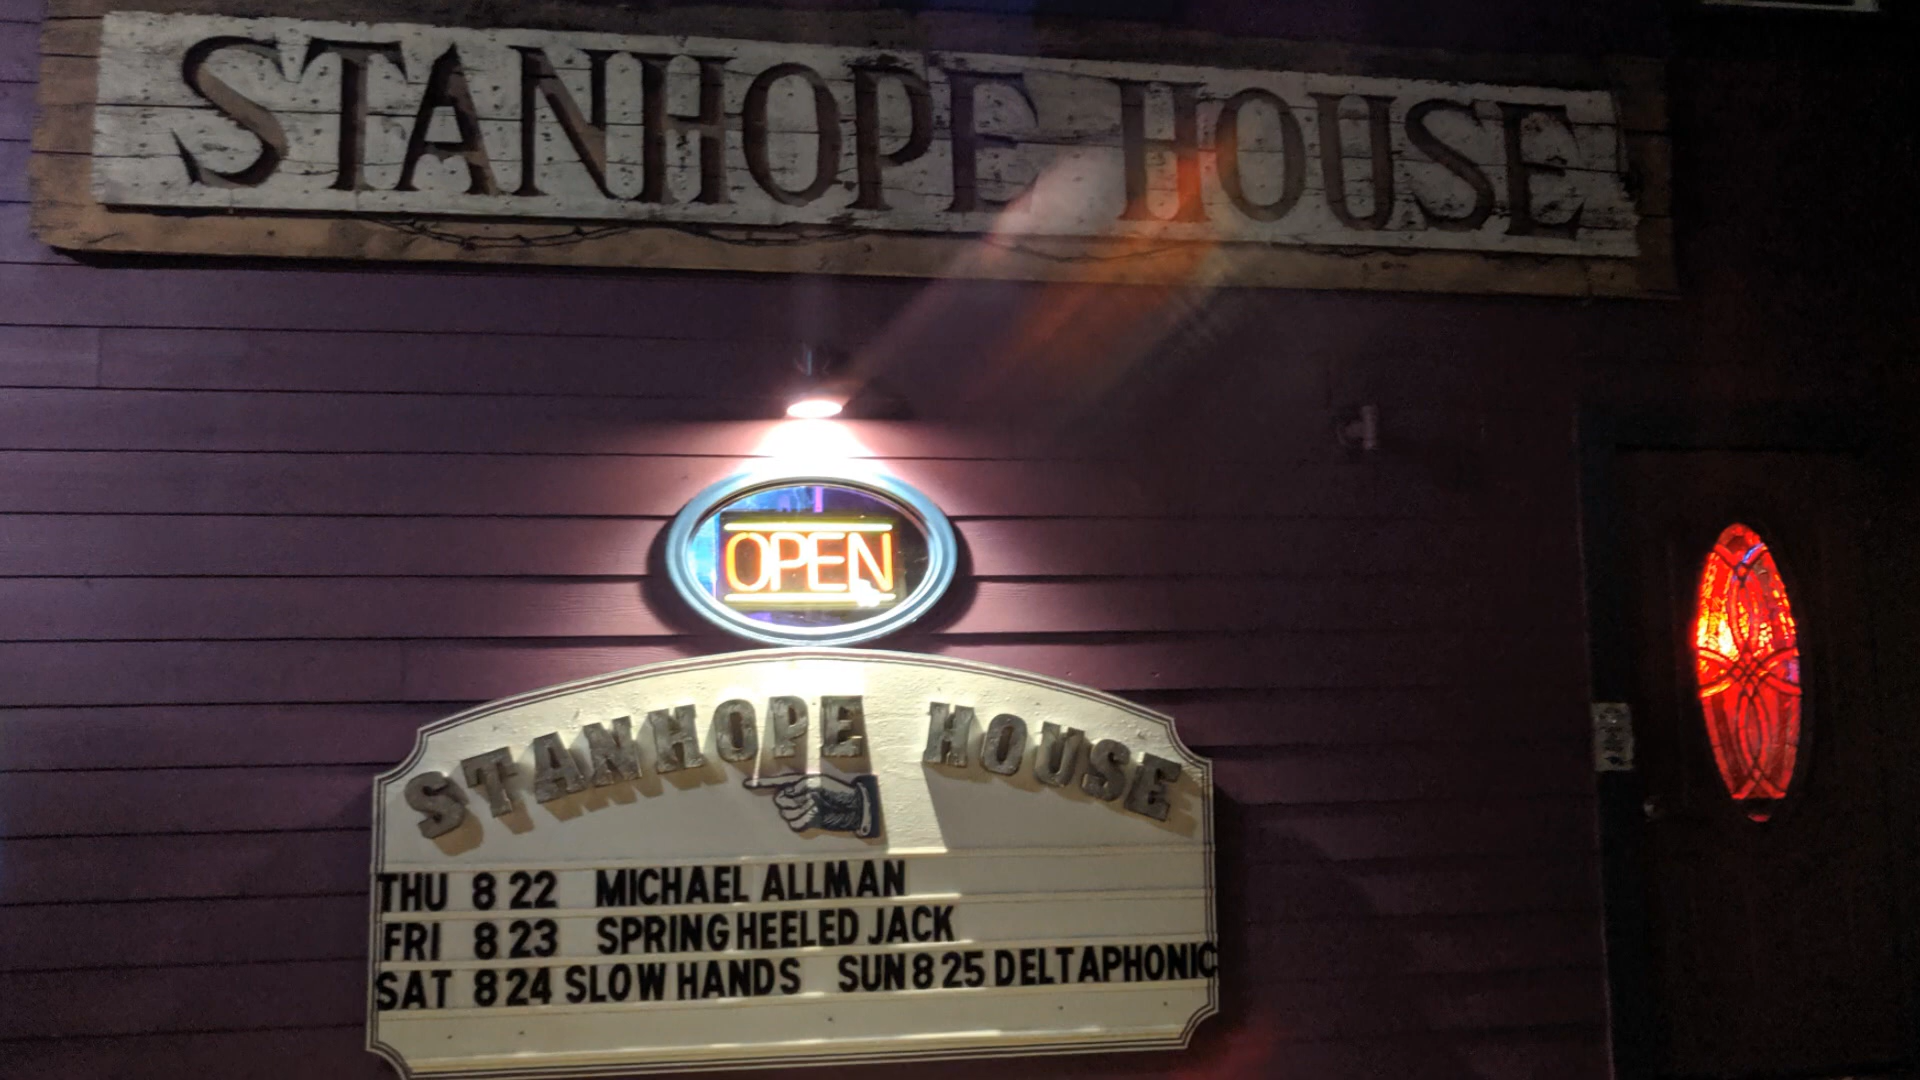 STANHOPE HOUSE
OPEN
STANHOPE HOUSE
THU 8 22 MICHAEL ALLMAN
FRI 8 23 SPRING HEELED JACK
SAT 8 24 SLOW HANDS SUN 8 25 DELTAPHONIC